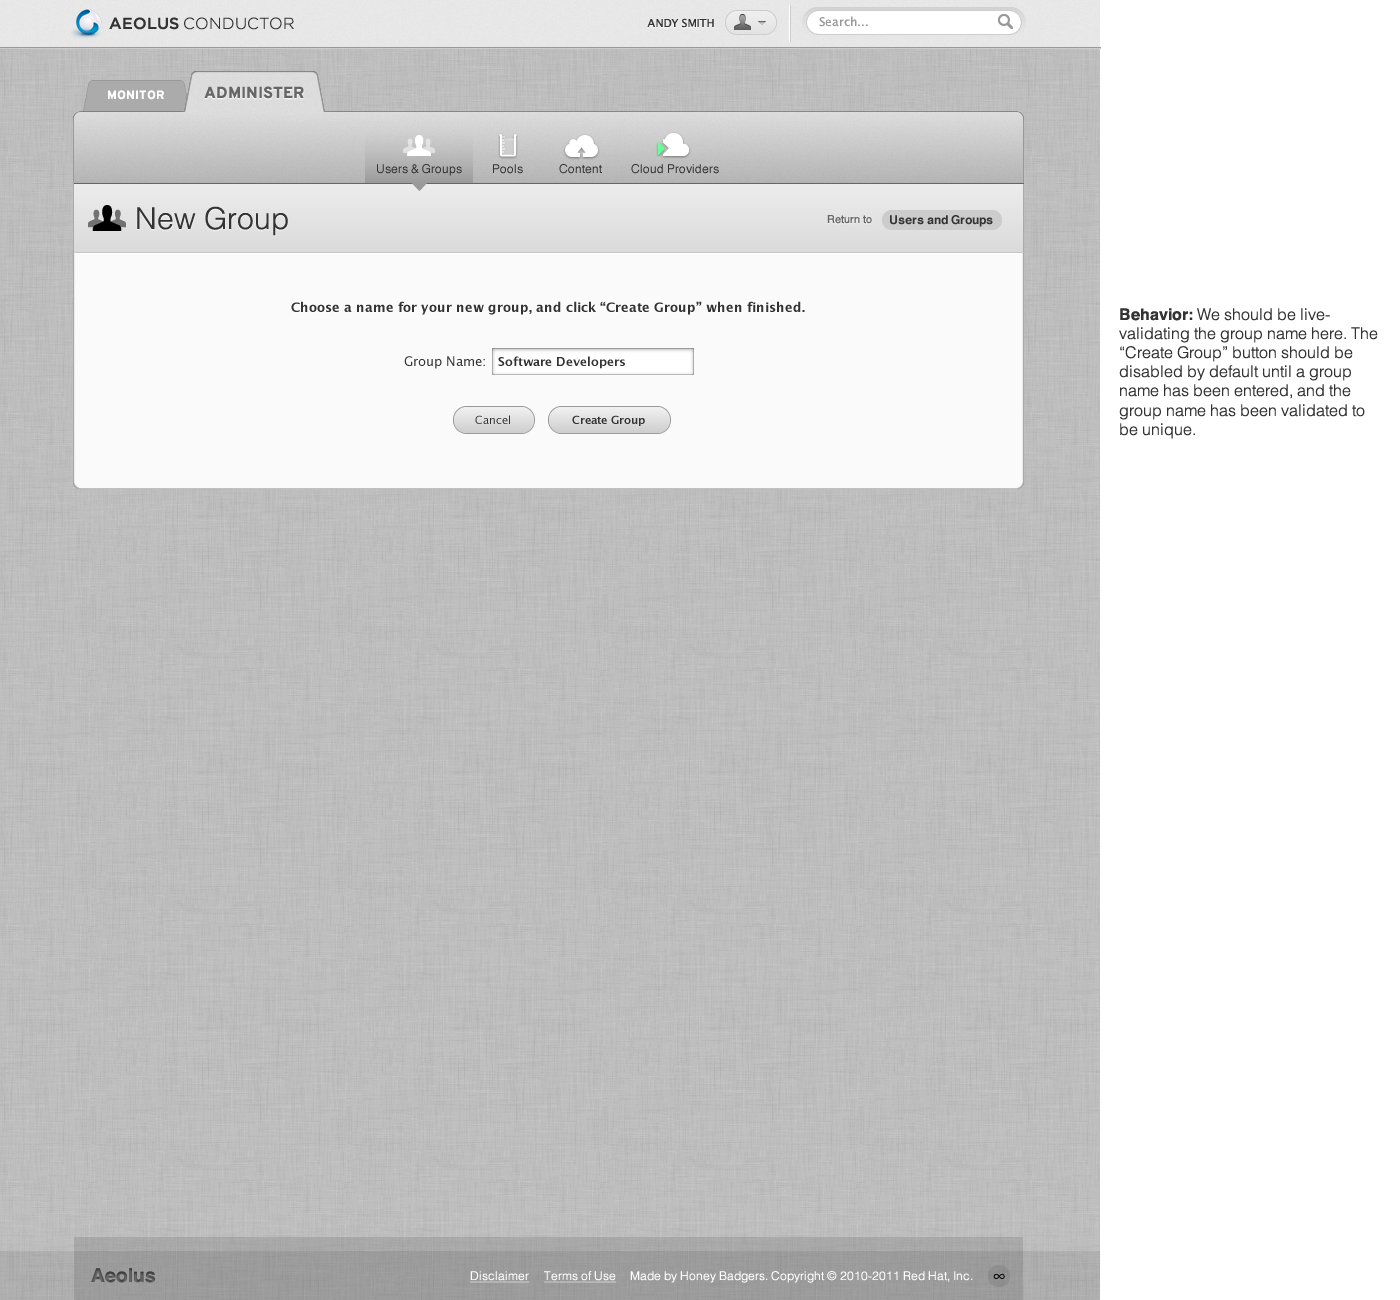 AEOLUS CONDUCTOR
ANDY SMITH
Search...
MONITOR
ADMINISTER
Users & Groups
Pools
Content
Cloud Providers
New Group
Return to Users and Groups
Choose a name for your new group, and click “Create Group” when finished.
Group Name: Software Developers
Cancel
Create Group
Behavior: We should be live-
validating the group name here. The
“Create Group” button should be
disabled by default until a group
name has been entered, and the
group name has been validated to
be unique.
Aeolus
Disclaimer
Terms of Use
Made by Honey Badgers. Copyright © 2010-2011 Red Hat, Inc.
∞